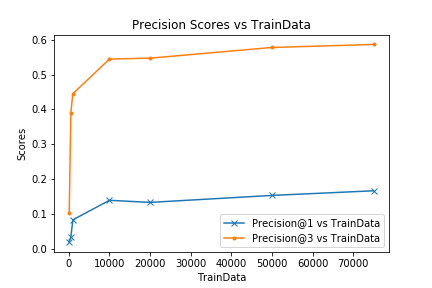 Precision Scores vs TrainData
0.6
0.5
0.4
0.3
0.2
0.1
0.0
Scores
Precision@1 vs TrainData
Precision@3 vs TrainData
0 10000 20000 30000 40000 50000 60000 70000
TrainData